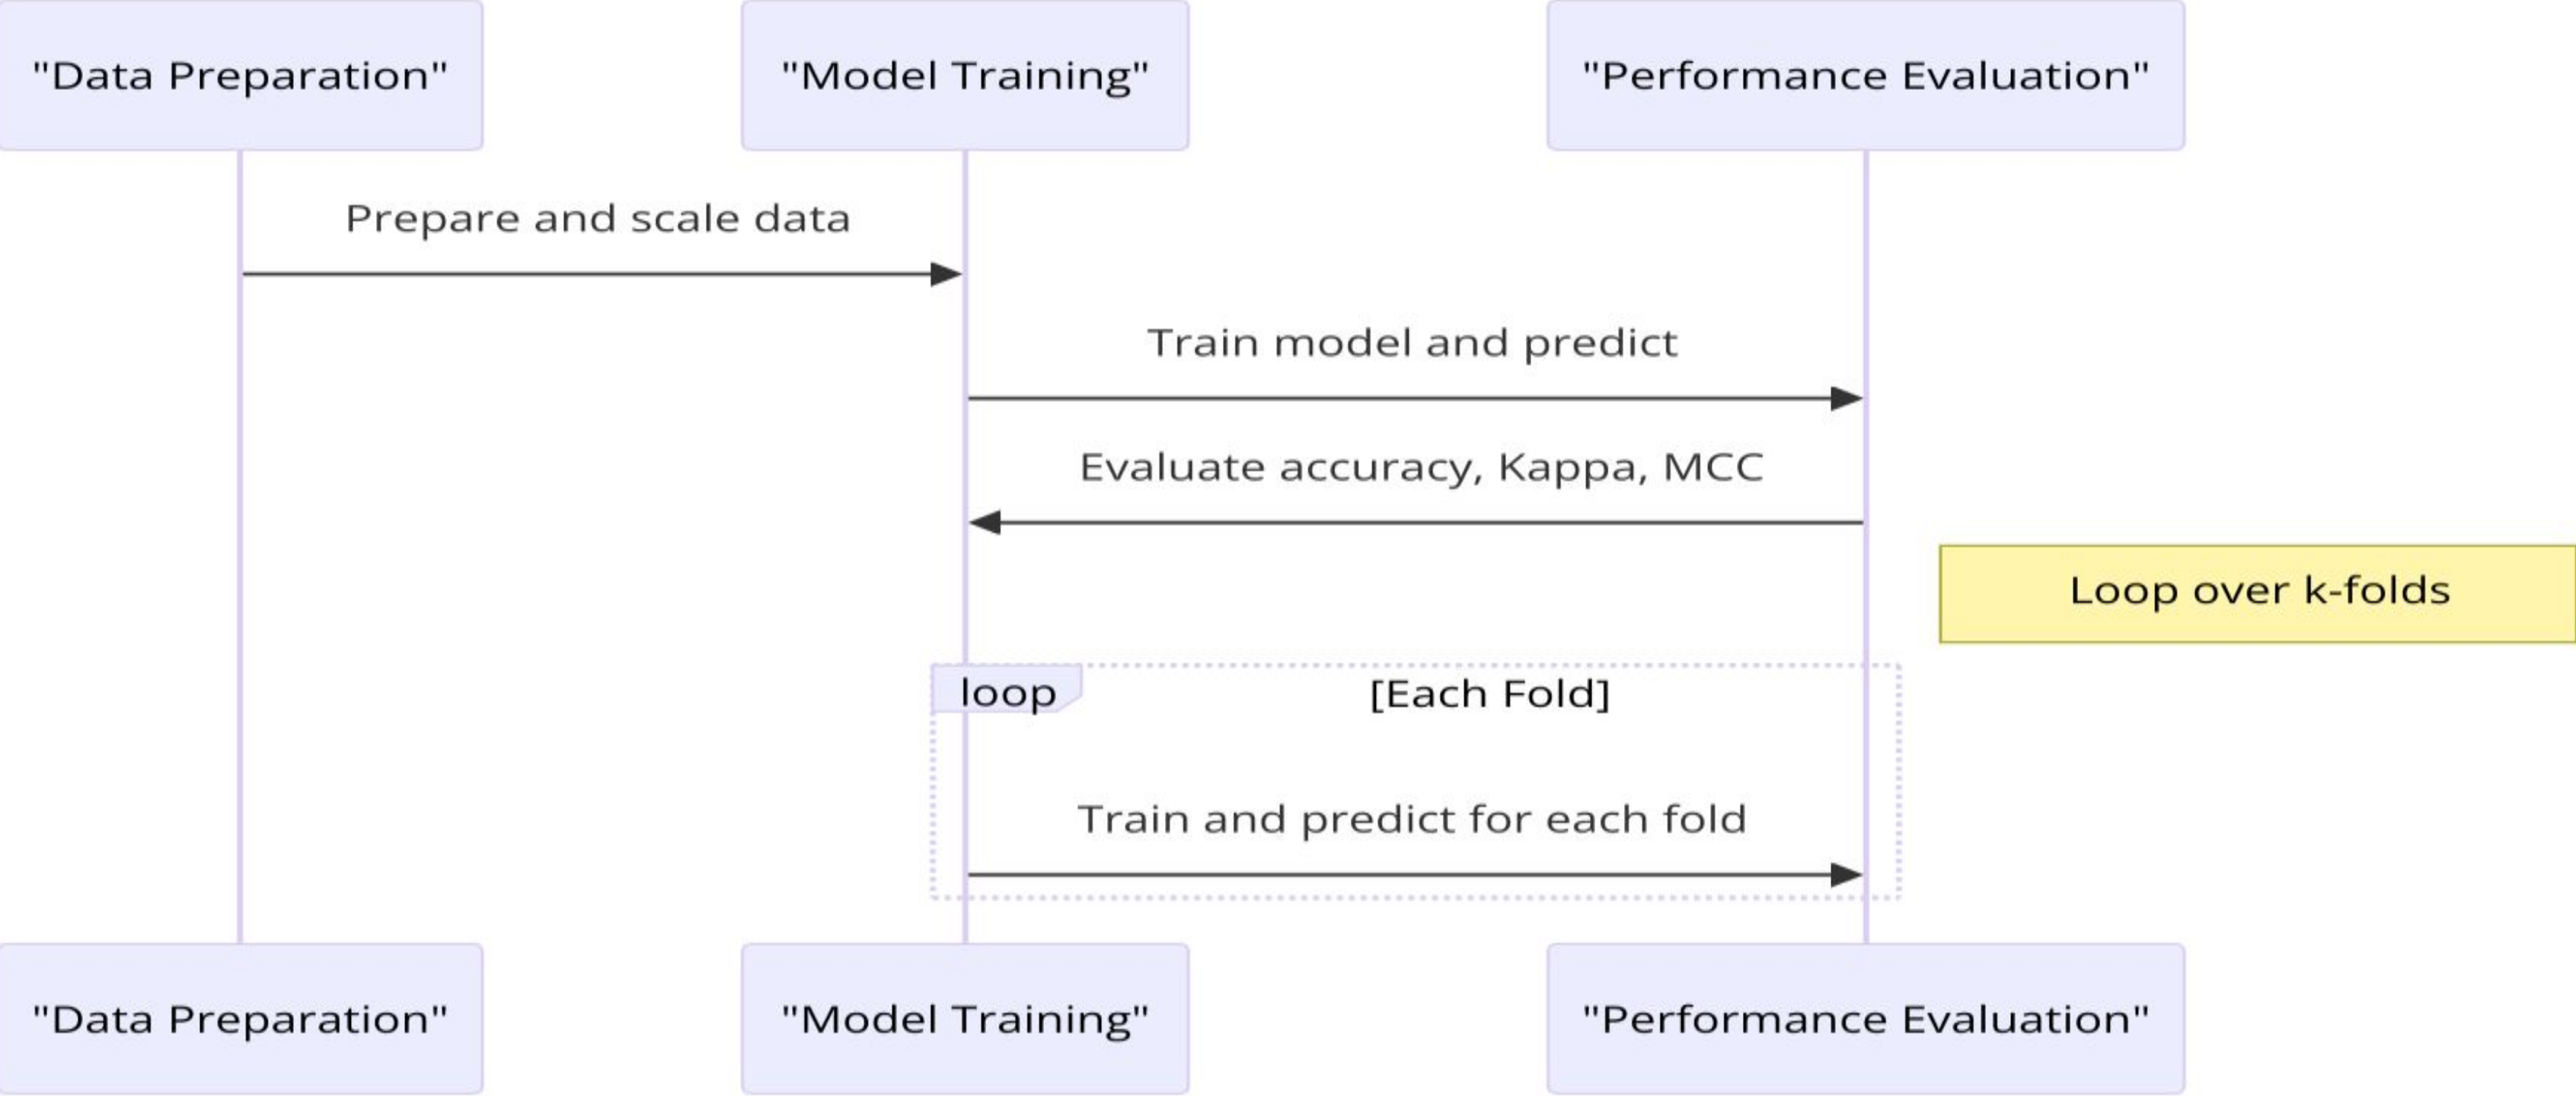 "Data Preparation"
"Model Training"
"Performance Evaluation"
Prepare and scale data
Train model and predict
Evaluate accuracy, Kappa, MCC
Loop over k-folds
loop
[Each Fold]
Train and predict for each fold
"Data Preparation"
"Model Training"
"Performance Evaluation"